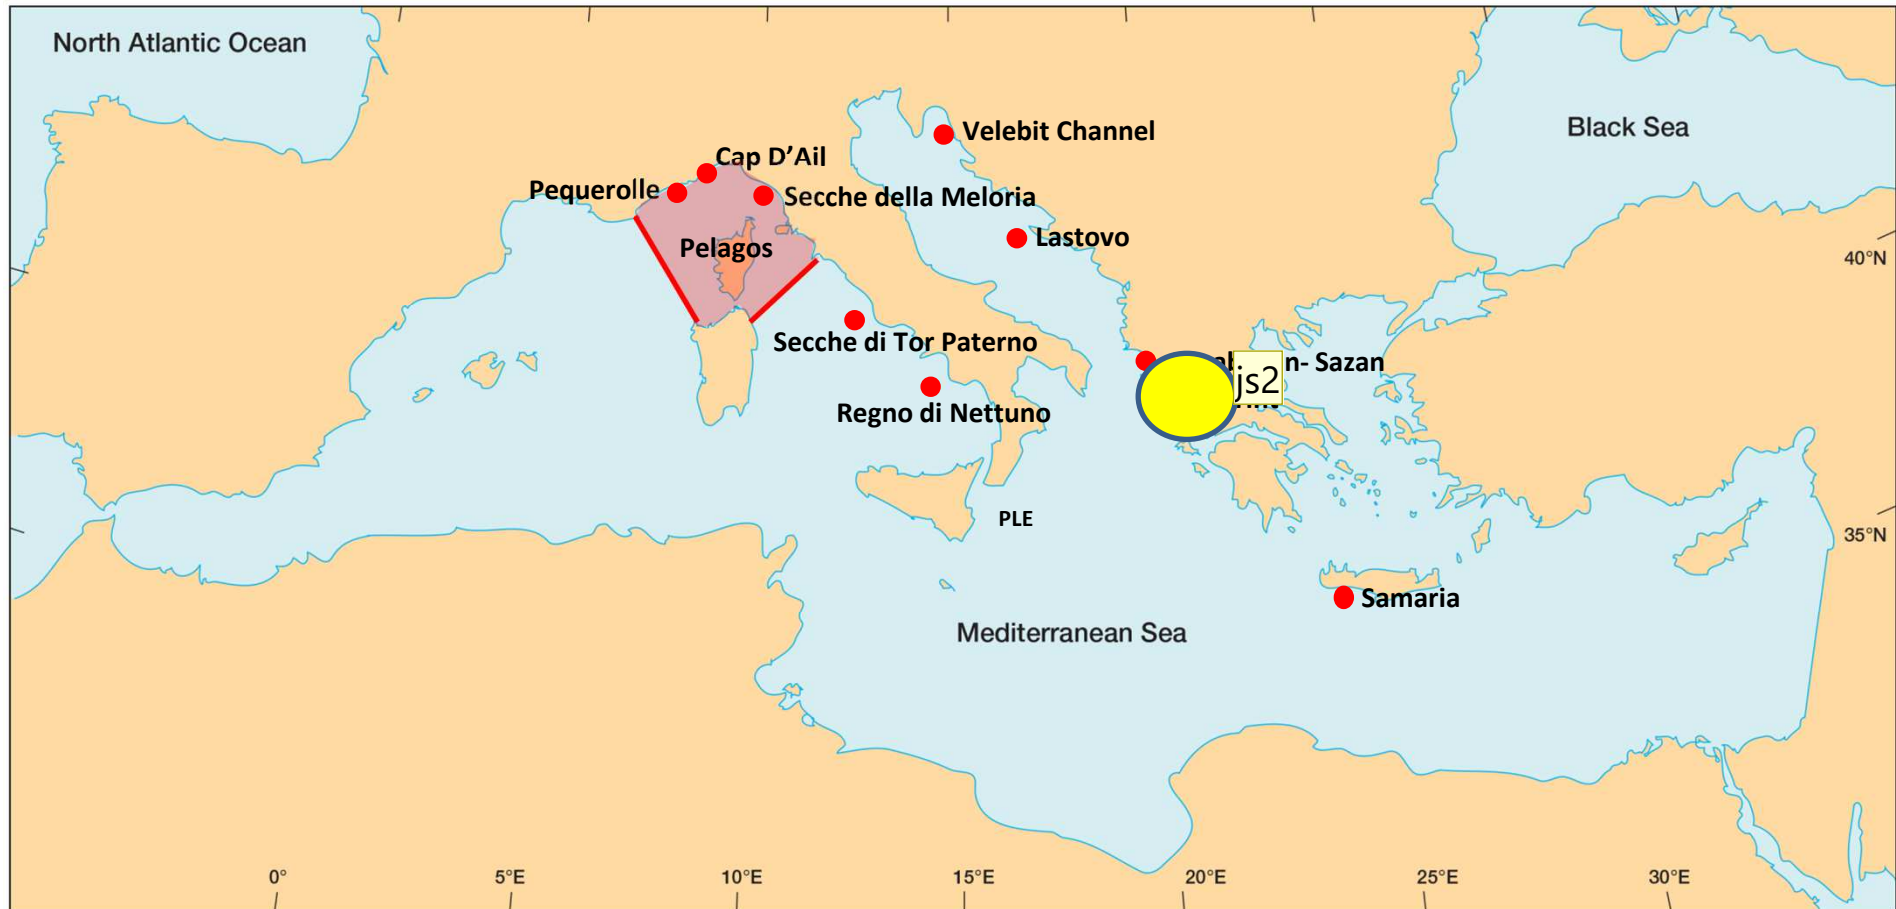 North Atlantic Ocean
Black Sea
Velebit Channel
Cap D'Ail
Pequerolle
Secche della Meloria
Lastovo
Pelagos
40°N
Secche di Tor Paterno
n- Sazan
js2
Regno di Nettuno
PLE
35°N
Samaria
Mediterranean Sea
0°
5°E
10°E
15°E
20°E
25°E
30°E